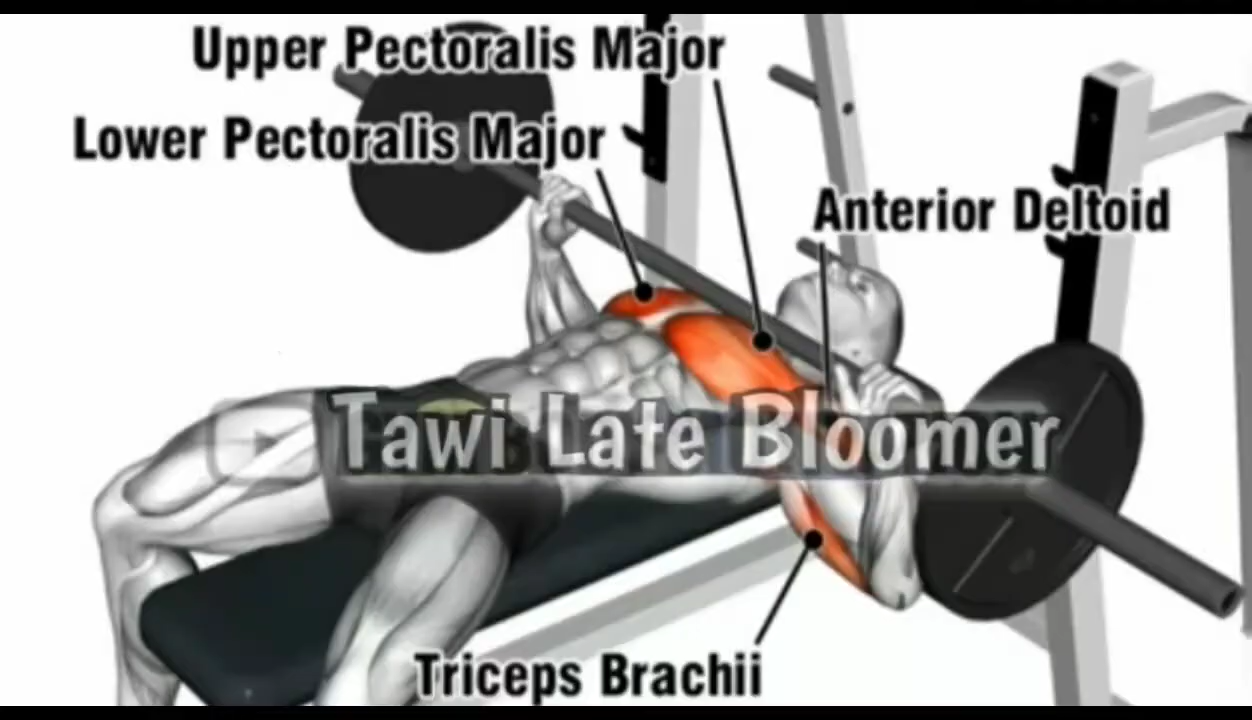 Upper Pectoralis Major
Lower Pectoralis Major
Anterior Deltoid
Tawi Late Bloomer
Triceps Brachii